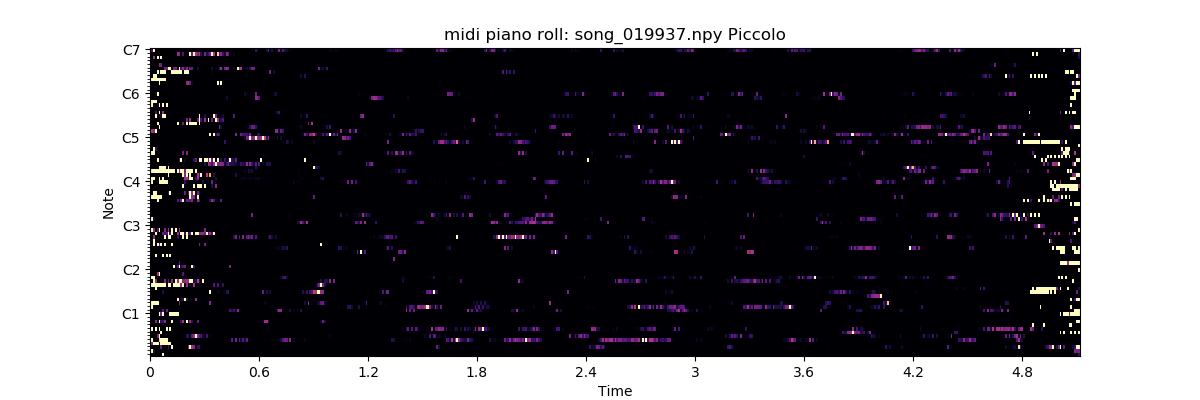 midi piano roll: song_019937.npy Piccolo
C7
C6
C5
C4
C3
C2
C1
Note
0 0.6 1.2 1.8 2.4 3 3.6 4.2 4.8
Time